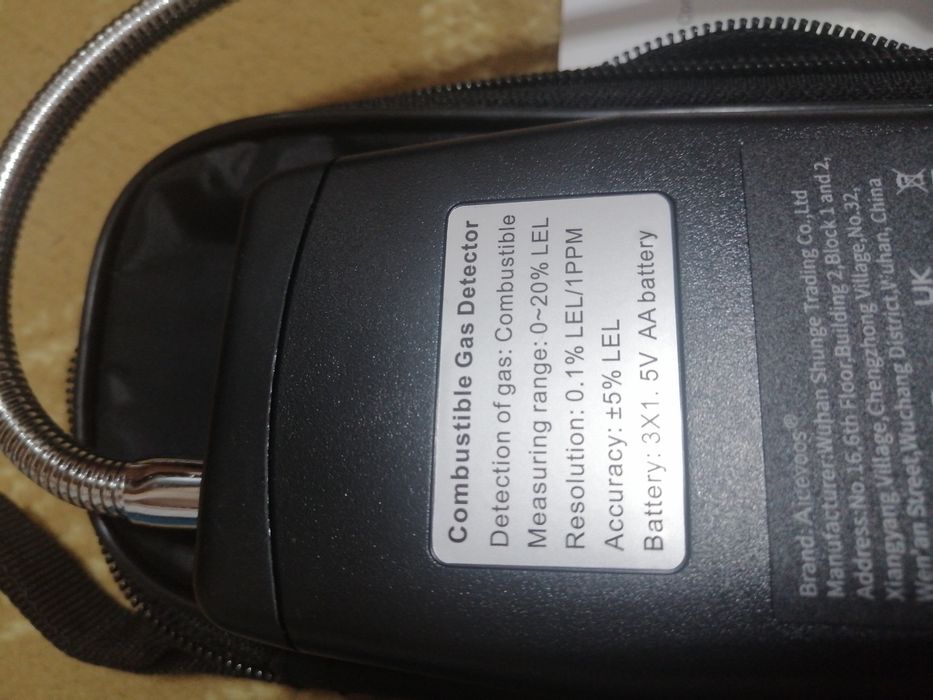 Combustible Gas Detector
Detection of gas: Combustible
Measuring range: 0~20% LEL
Resolution: 0.1% LEL/1PPM
Accuracy: ±5% LEL
Battery: 3X1.5V AA battery
Brand: Aiceyoos®
Manufacturer:Wuhan Shunge Trading Co.,Ltd
Address:No.16,6th Floor,Building 2,Block 1 and 2,
Xiangyang Village,Chengzhong Village,No.32,
Wen'an Street,Wuchang District,Wuhan,China
UK